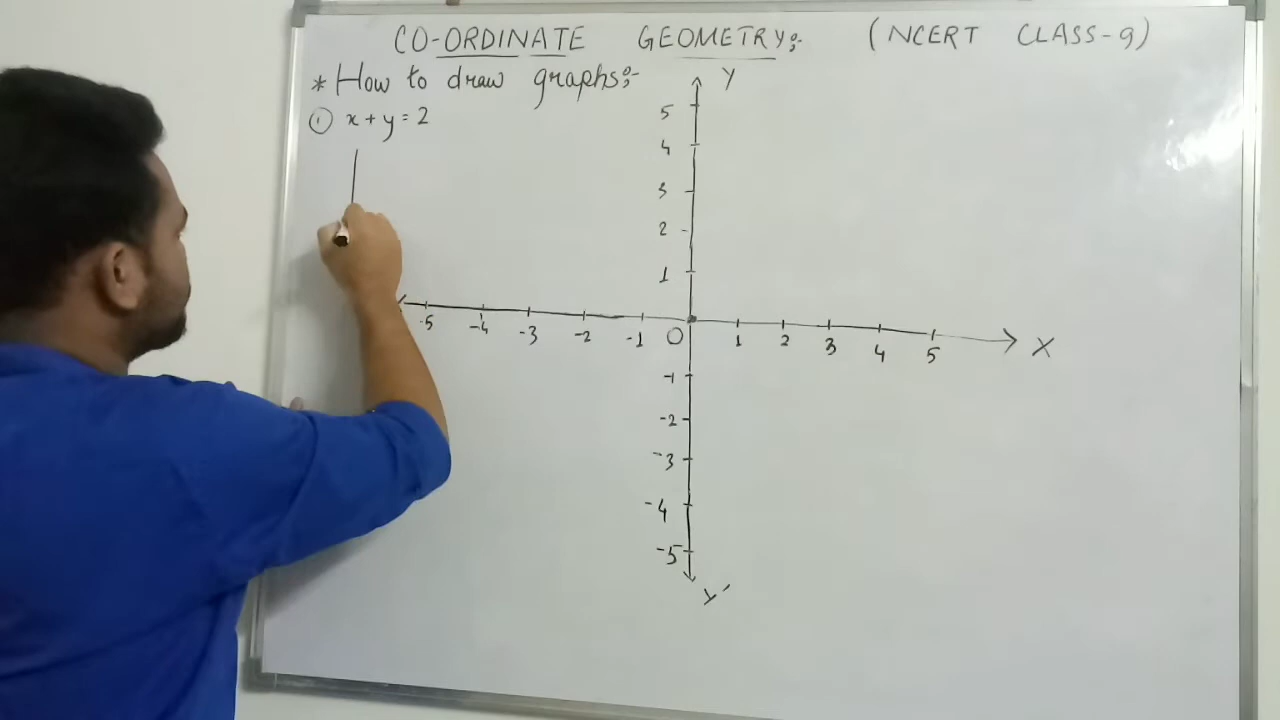 CO-ORDINATE GEOMETRY:- (NCERT CLASS-9)
* How to draw graphs:-
① x + y = 2
Y
5
4
3
2
1
-5 -4 -3 -2 -1 O 1 2 3 4 5 X
-1
-2
-3
-4
-5
Y'